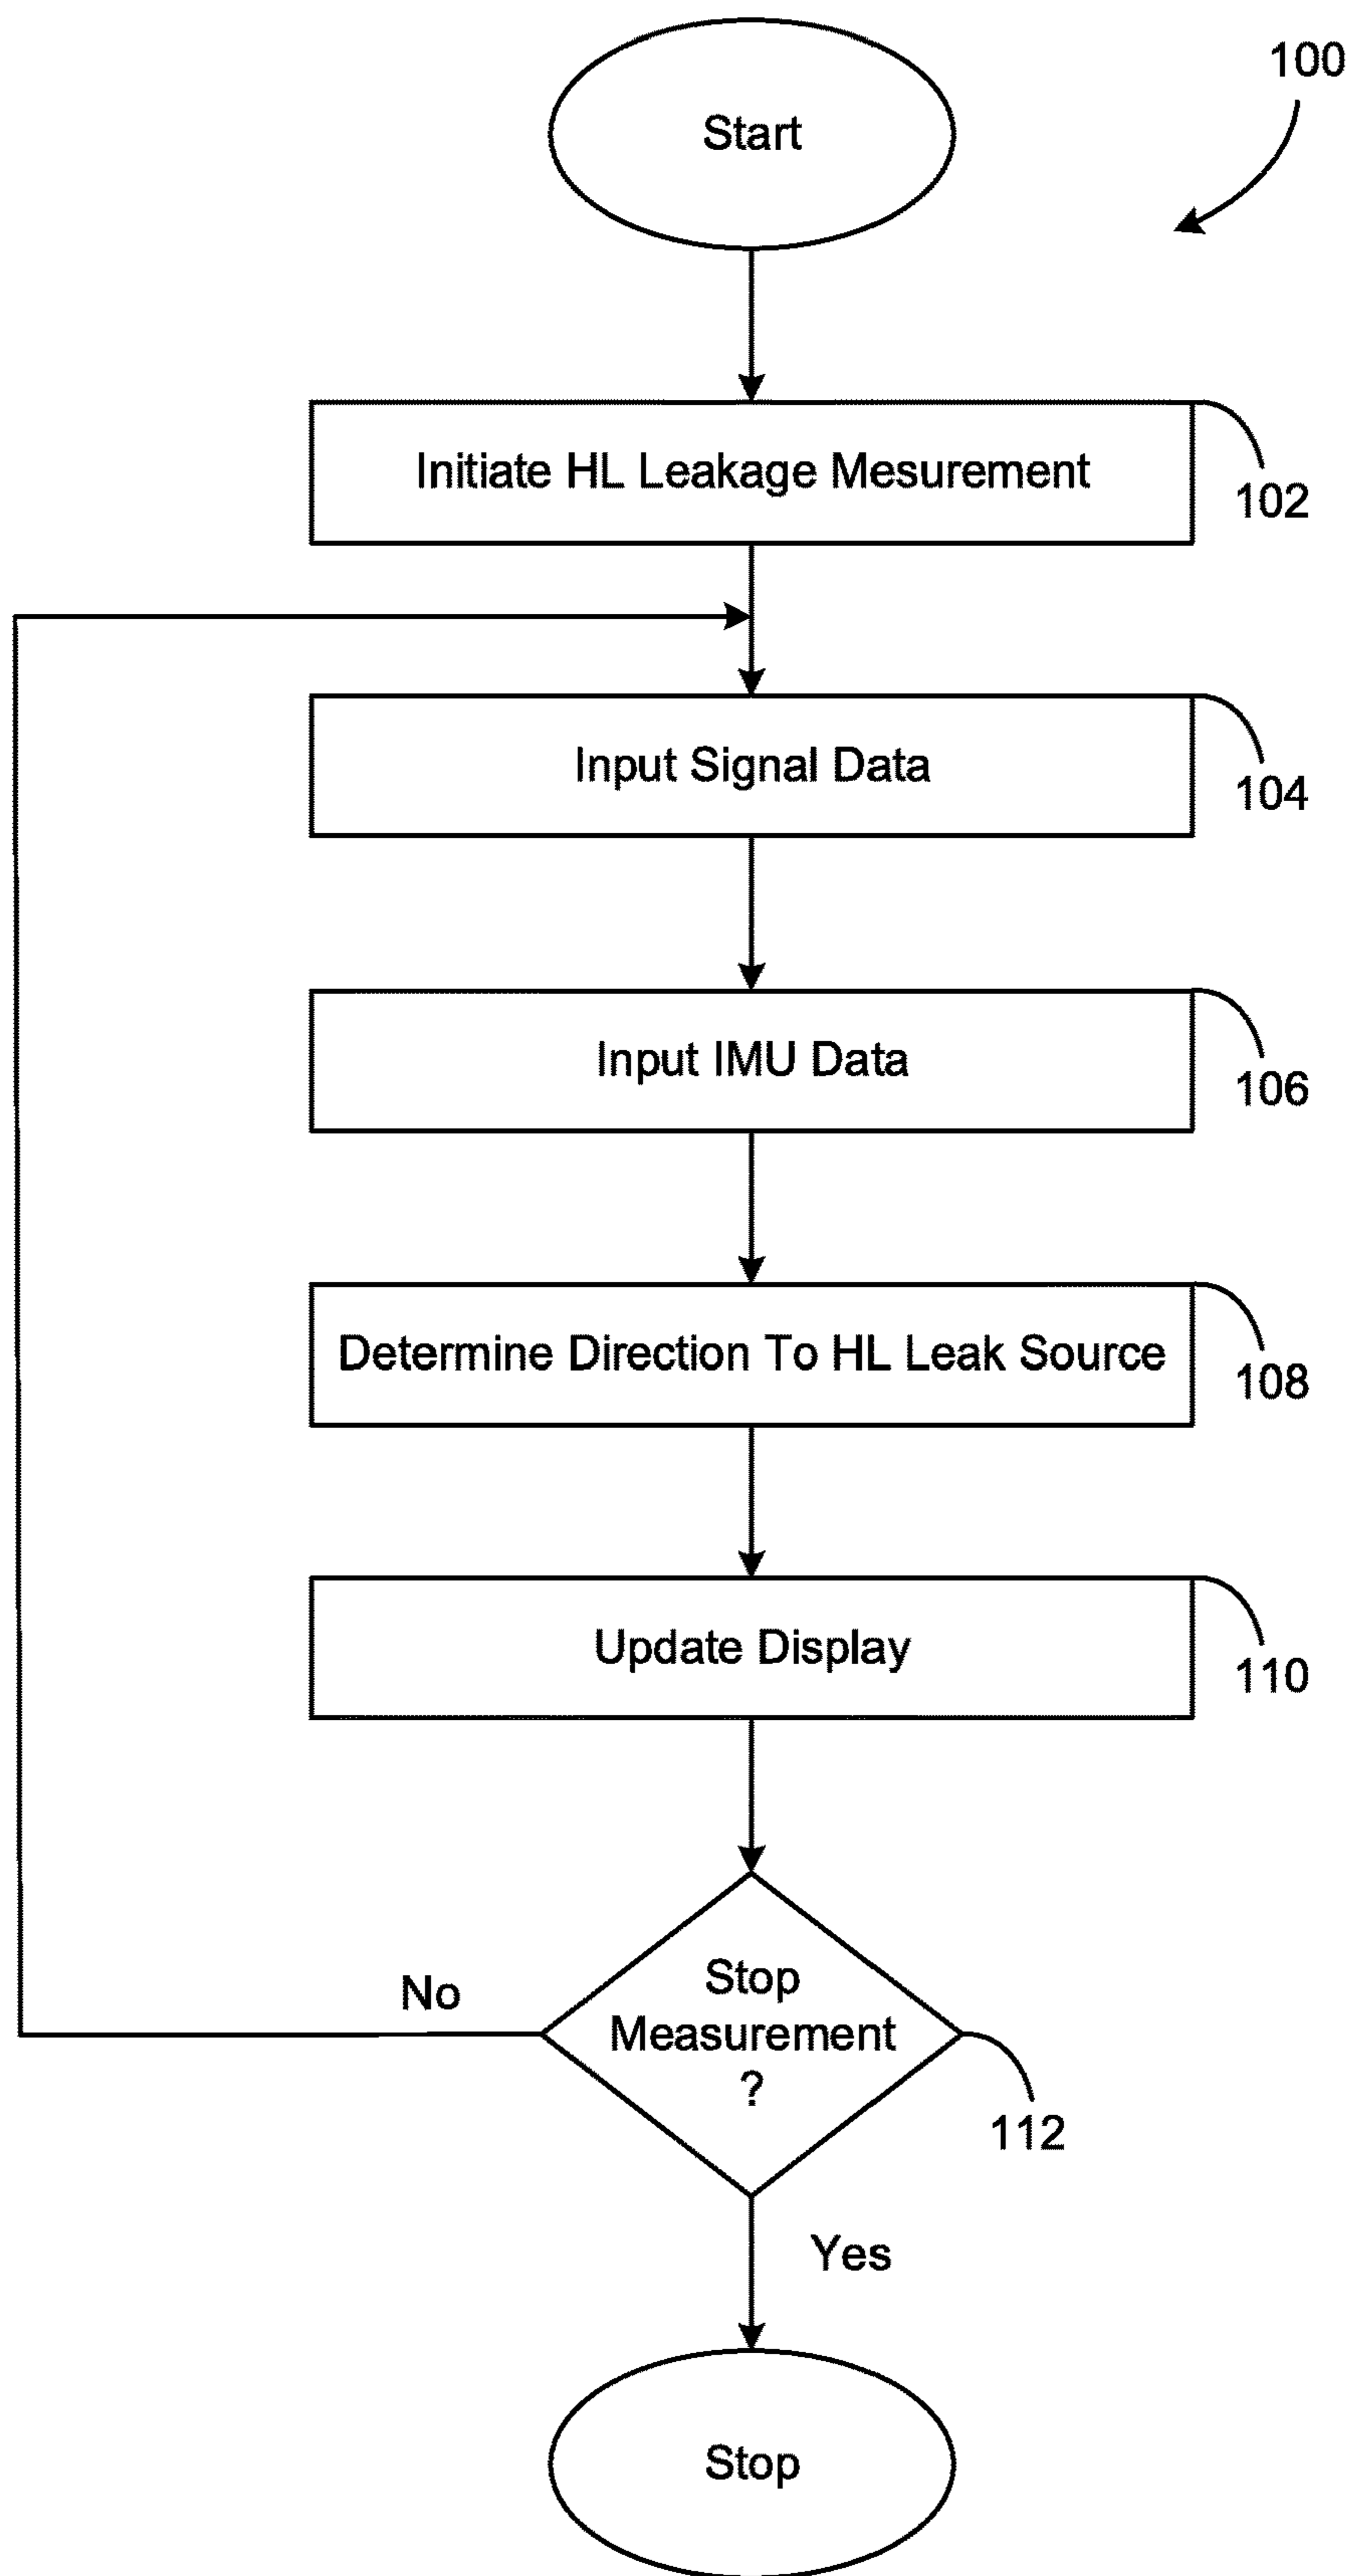 100
Start
Initiate HL Leakage Mesurement
102
Input Signal Data
104
Input IMU Data
106
Determine Direction To HL Leak Source
108
Update Display
110
Stop
Measurement
?
No
112
Yes
Stop